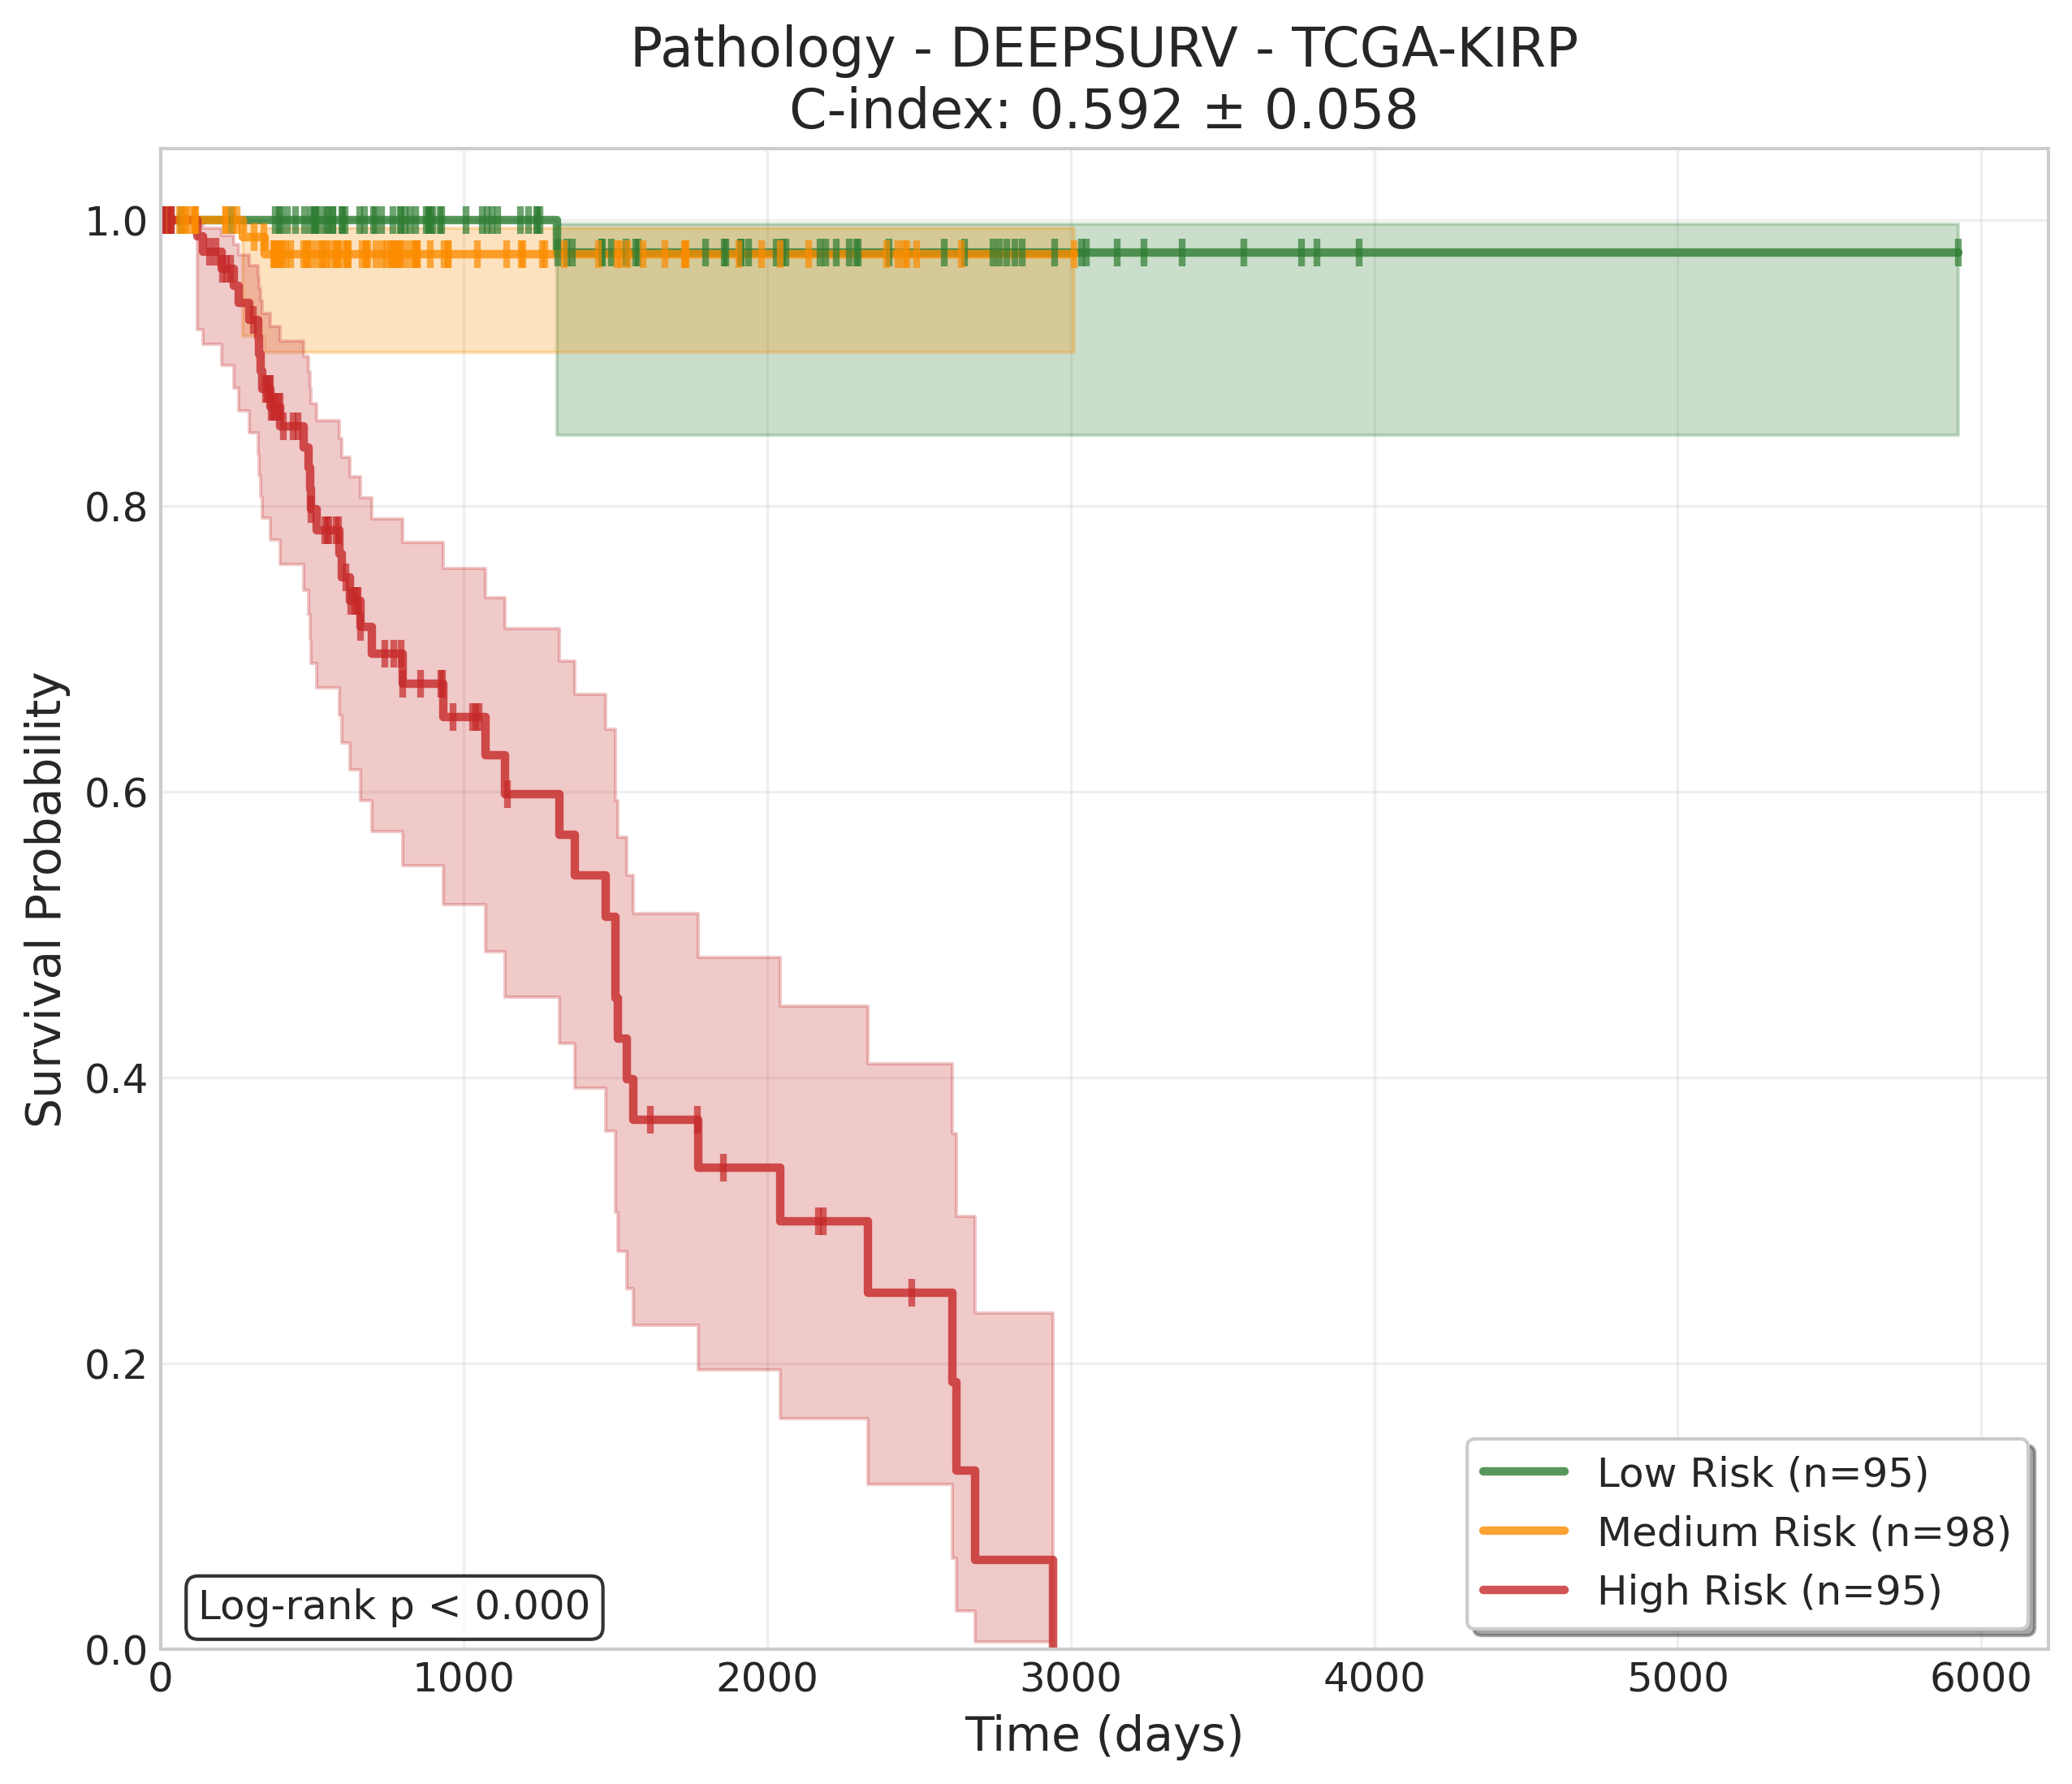 Pathology - DEEPSURV - TCGA-KIRP
C-index: 0.592 ± 0.058
Survival Probability
1.0
0.8
0.6
0.4
0.2
0.0
Log-rank p < 0.000
Low Risk (n=95)
Medium Risk (n=98)
High Risk (n=95)
0 1000 2000 3000 4000 5000 6000
Time (days)